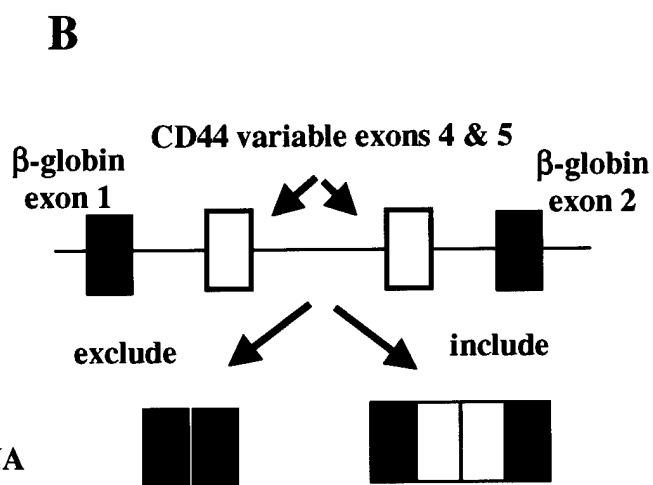 B
CD44 variable exons 4 & 5
β-globin
exon 1
β-globin
exon 2
exclude
include